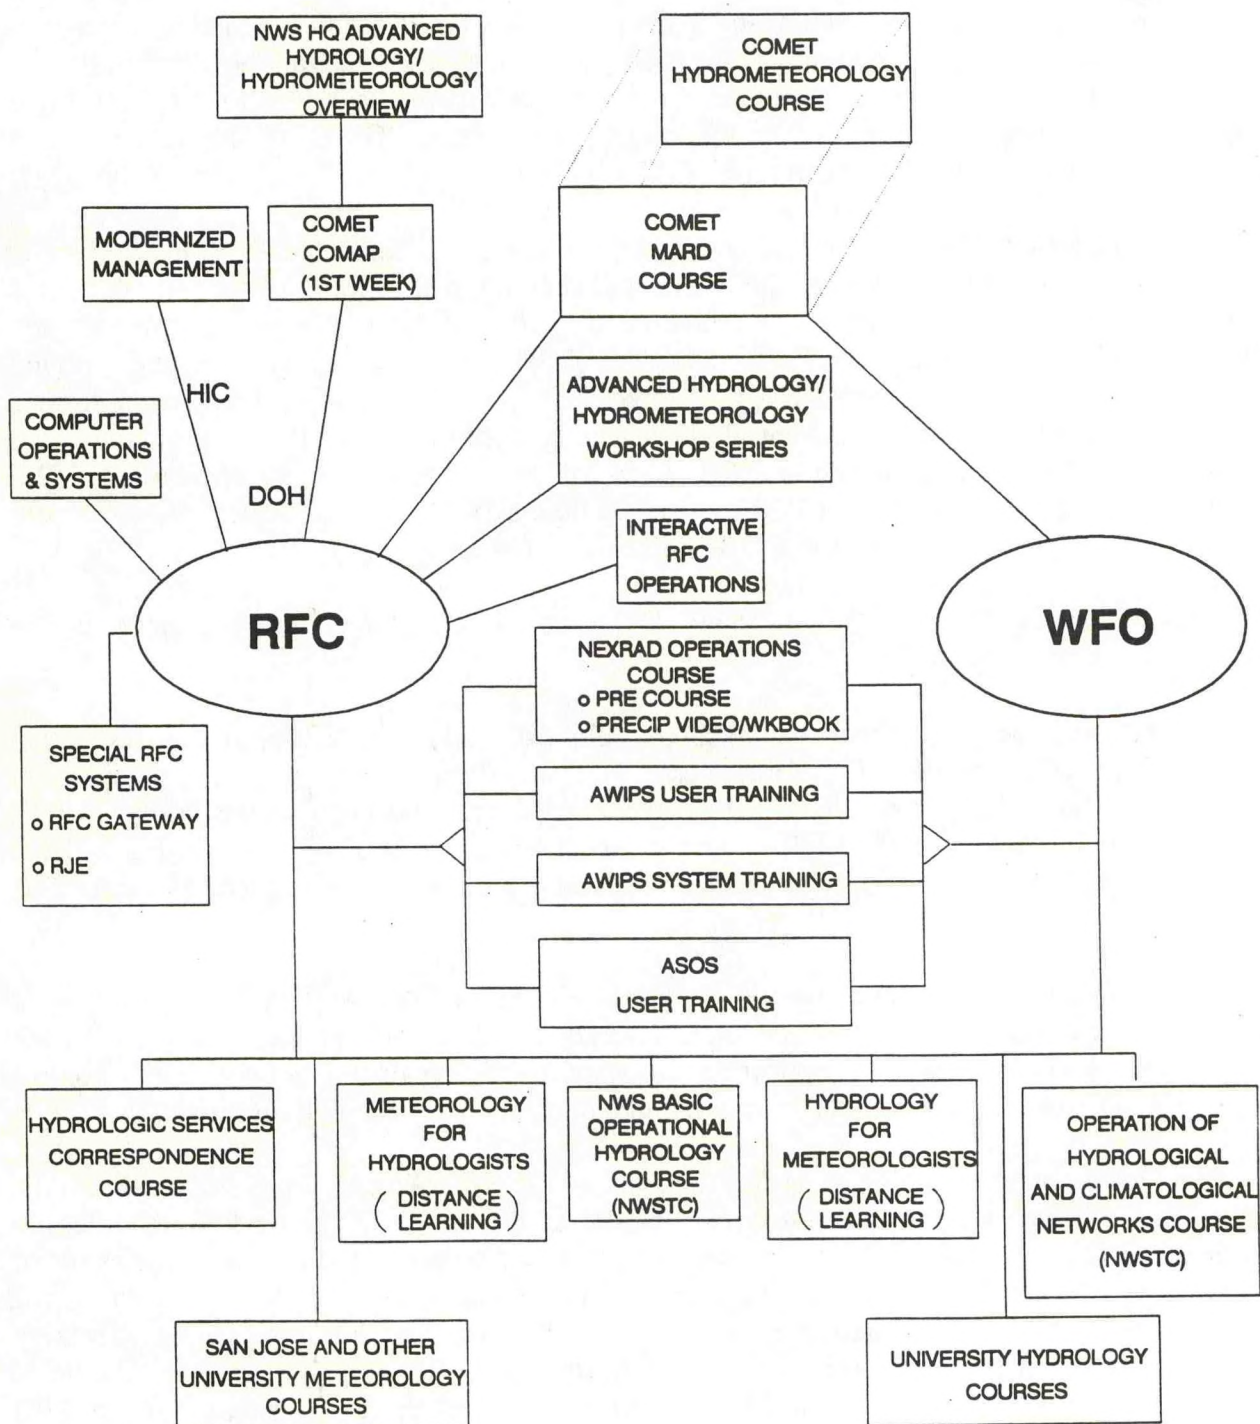 NWS HQ ADVANCED
HYDROLOGY/
HYDROMETEOROLOGY
OVERVIEW
COMET
HYDROMETEOROLOGY
COURSE
MODERNIZED
MANAGEMENT
COMET
COMAP
(1ST WEEK)
COMET
MARD
COURSE
HIC
ADVANCED HYDROLOGY/
HYDROMETEOROLOGY
WORKSHOP SERIES
COMPUTER
OPERATIONS
& SYSTEMS
DOH
INTERACTIVE
RFC
OPERATIONS
RFC
WFO
NEXRAD OPERATIONS
COURSE
o PRE COURSE
o PRECIP VIDEO/WKBOOK
SPECIAL RFC
SYSTEMS
o RFC GATEWAY
o RJE
AWIPS USER TRAINING
AWIPS SYSTEM TRAINING
ASOS
USER TRAINING
HYDROLOGIC SERVICES
CORRESPONDENCE
COURSE
METEOROLOGY
FOR
HYDROLOGISTS
( DISTANCE
LEARNING )
NWS BASIC
OPERATIONAL
HYDROLOGY
COURSE
(NWSTC)
HYDROLOGY
FOR
METEOROLOGISTS
( DISTANCE
LEARNING )
OPERATION OF
HYDROLOGICAL
AND CLIMATOLOGICAL
NETWORKS COURSE
(NWSTC)
SAN JOSE AND OTHER
UNIVERSITY METEOROLOGY
COURSES
UNIVERSITY HYDROLOGY
COURSES